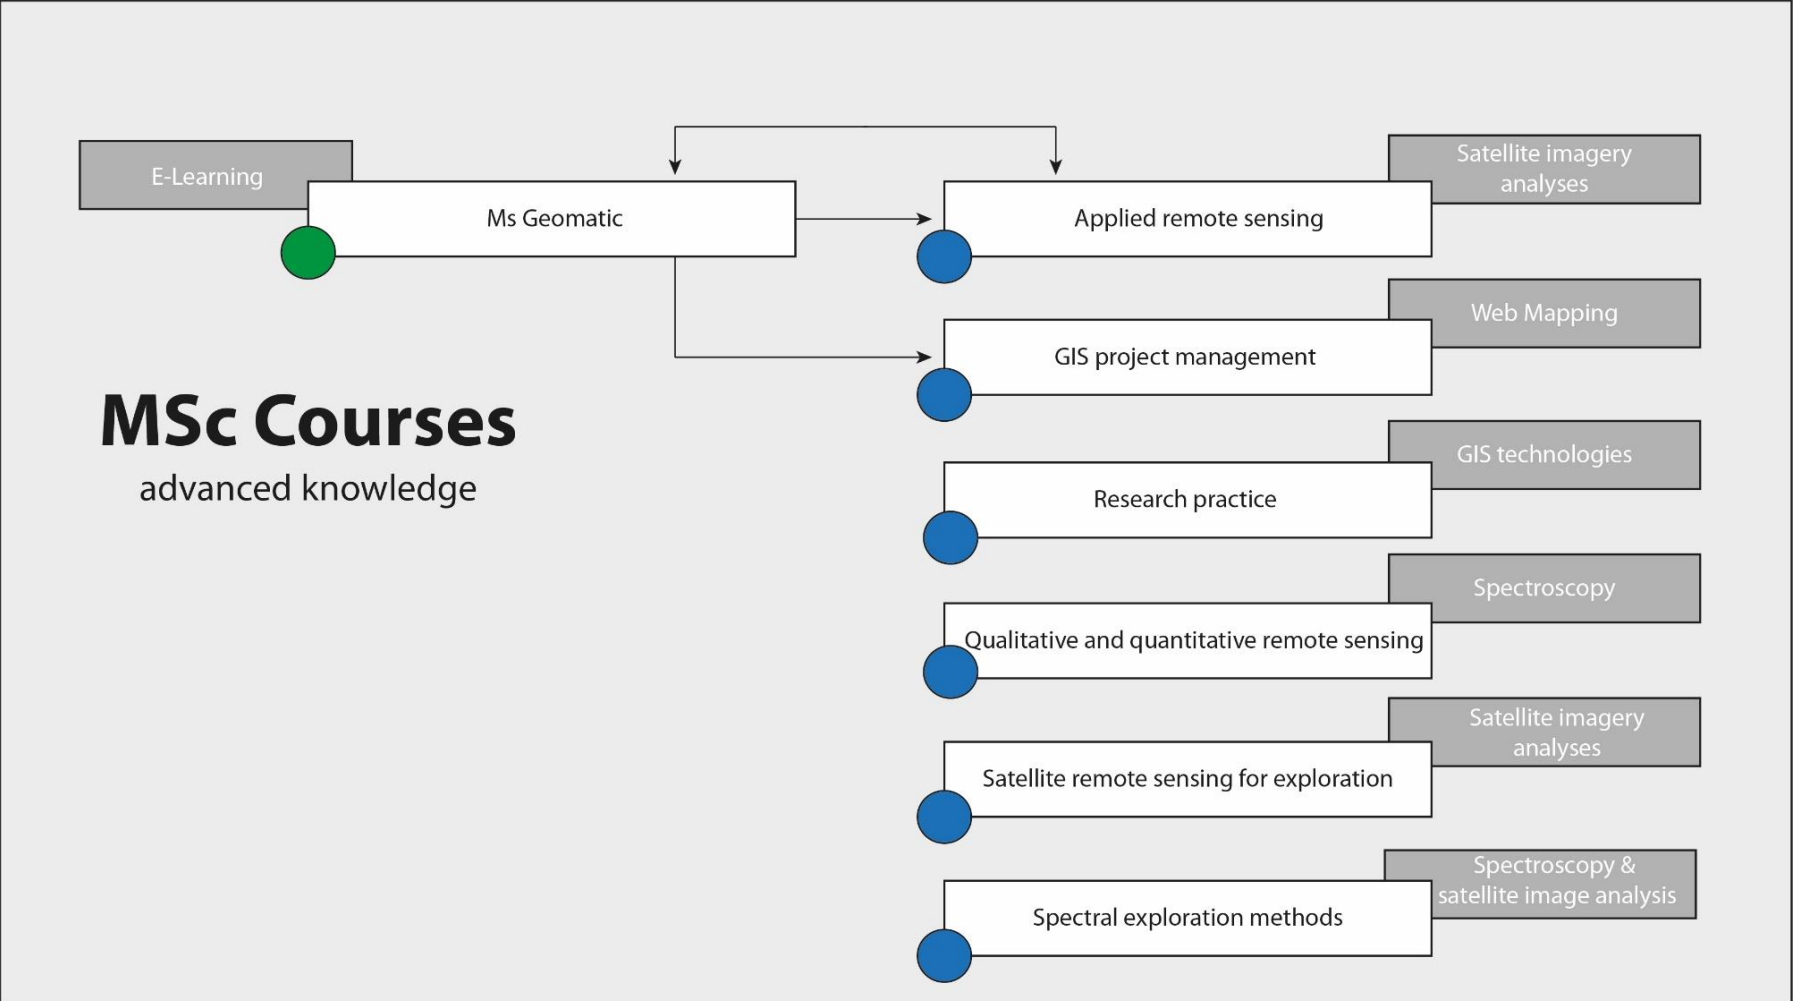 E-Learning
Ms Geomatic
Satellite imagery
analyses
Applied remote sensing
Web Mapping
GIS project management
MSc Courses
advanced knowledge
GIS technologies
Research practice
Spectroscopy
Qualitative and quantitative remote sensing
Satellite imagery
analyses
Satellite remote sensing for exploration
Spectroscopy &
satellite image analysis
Spectral exploration methods